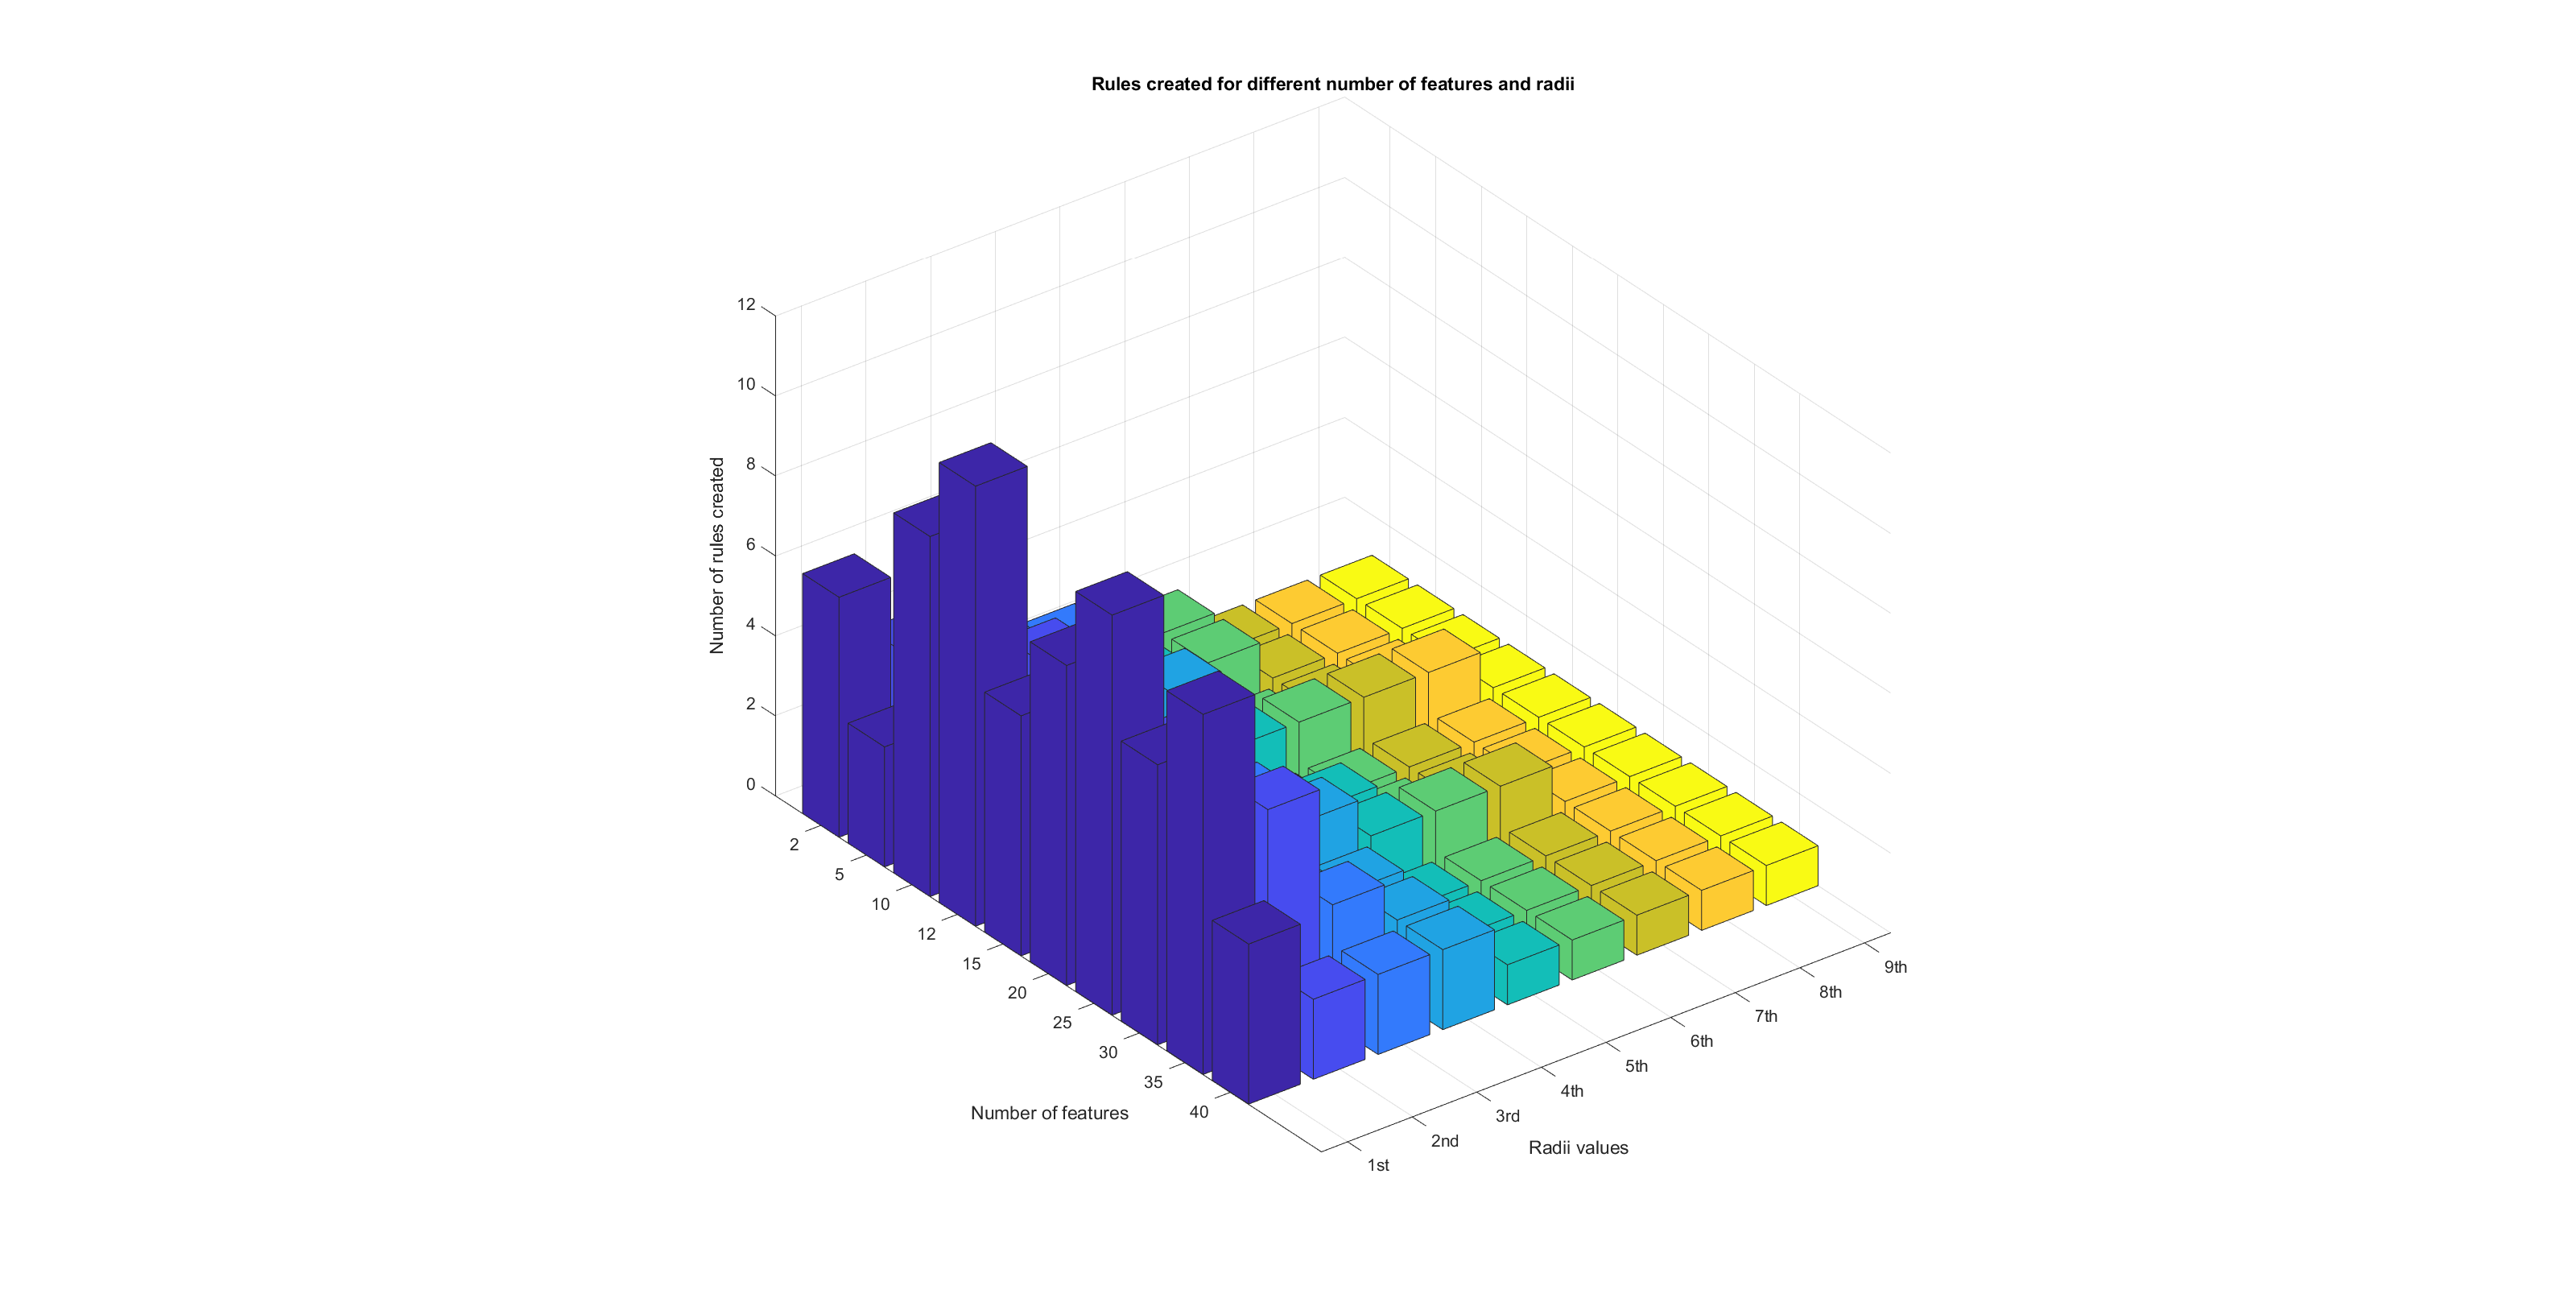 Rules created for different number of features and radii
Number of rules created
12
10
8
6
4
2
0
2
5
10
12
15
20
25
30
35
40
Number of features
1st
2nd
3rd
4th
5th
6th
7th
8th
9th
Radii values